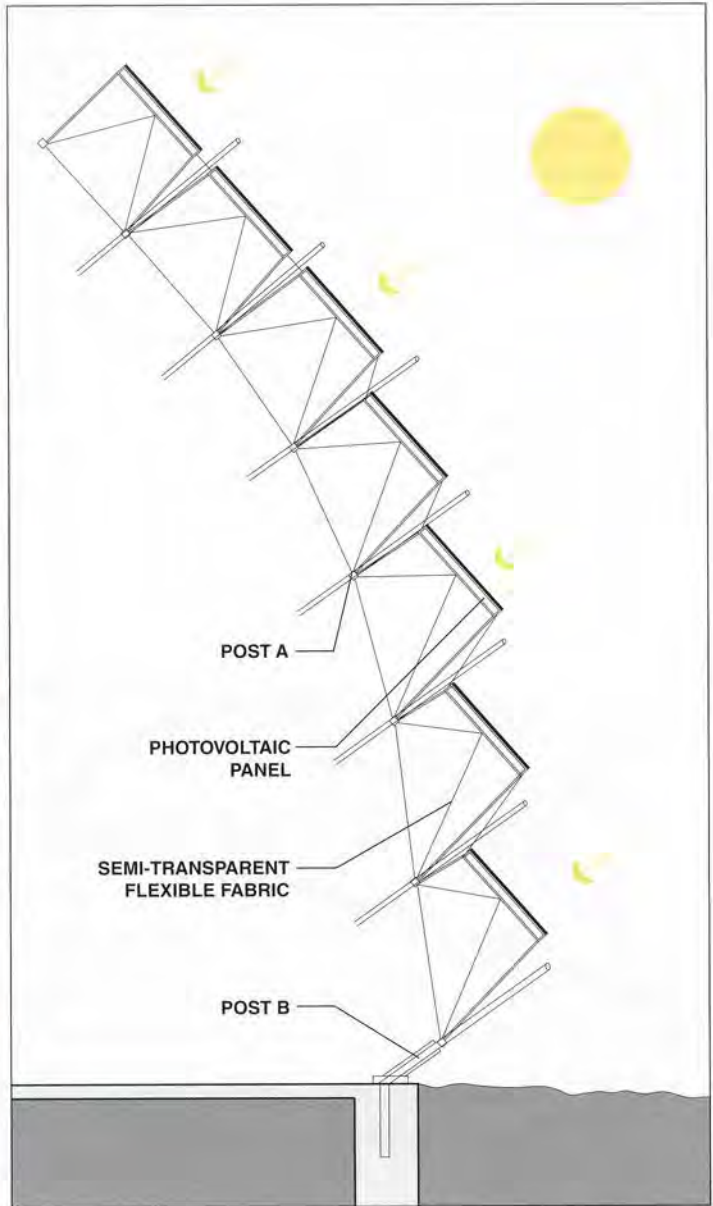 POST A
PHOTOVOLTAIC
PANEL
SEMI-TRANSPARENT
FLEXIBLE FABRIC
POST B